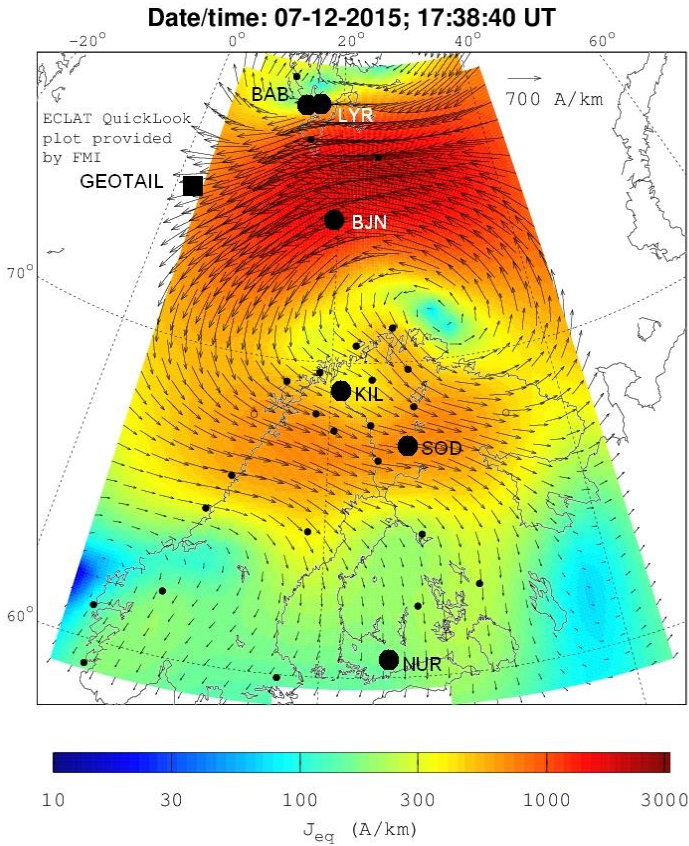 Date/time: 07-12-2015; 17:38:40 UT
-20° 0° 20° 40° 60°
BAB
LYR
700 A/km
ECLAT QuickLook
plot provided
by FMI
GEOTAIL
BJN
70°
KIL
SOD
60°
NUR
10 30 100 300 1000 3000
Jeq (A/km)